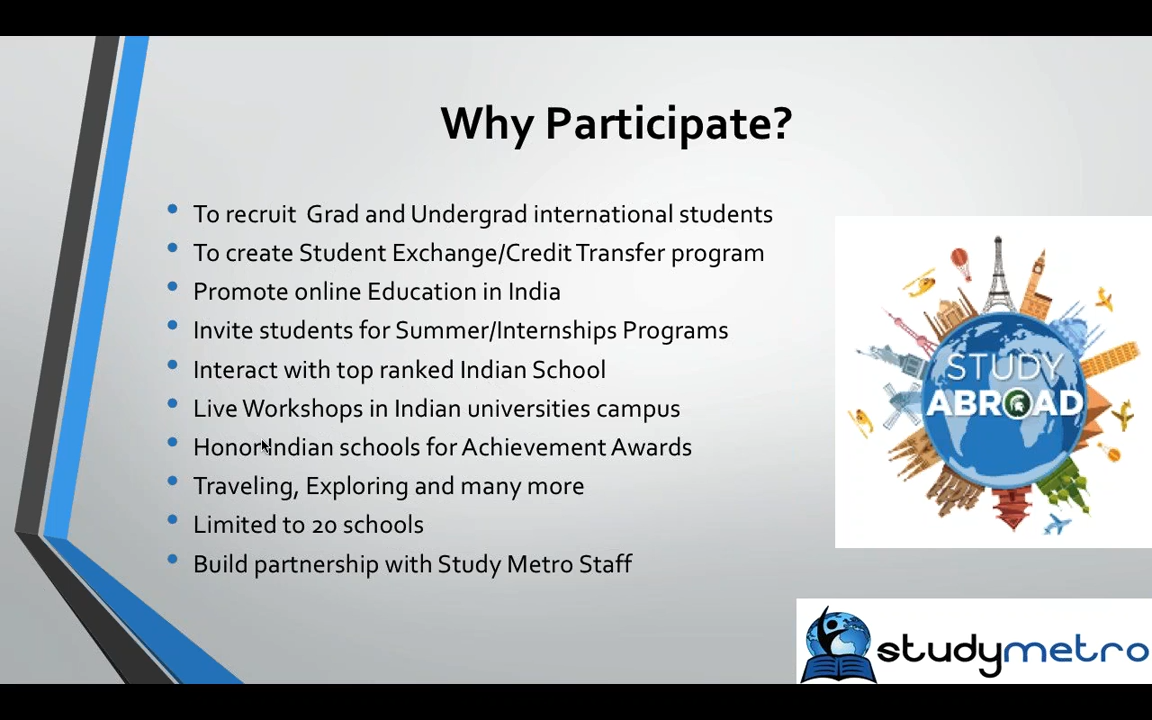 Why Participate?
To recruit  Grad and Undergrad international students
To create Student Exchange/Credit Transfer program
Promote online Education in India
Invite students for Summer/Internships Programs
Interact with top ranked Indian School
Live Workshops in Indian universities campus
Honor Indian schools for Achievement Awards
Traveling, Exploring and many more
Limited to 20 schools
Build partnership with Study Metro Staff
STUDY
ABROAD
studymetro